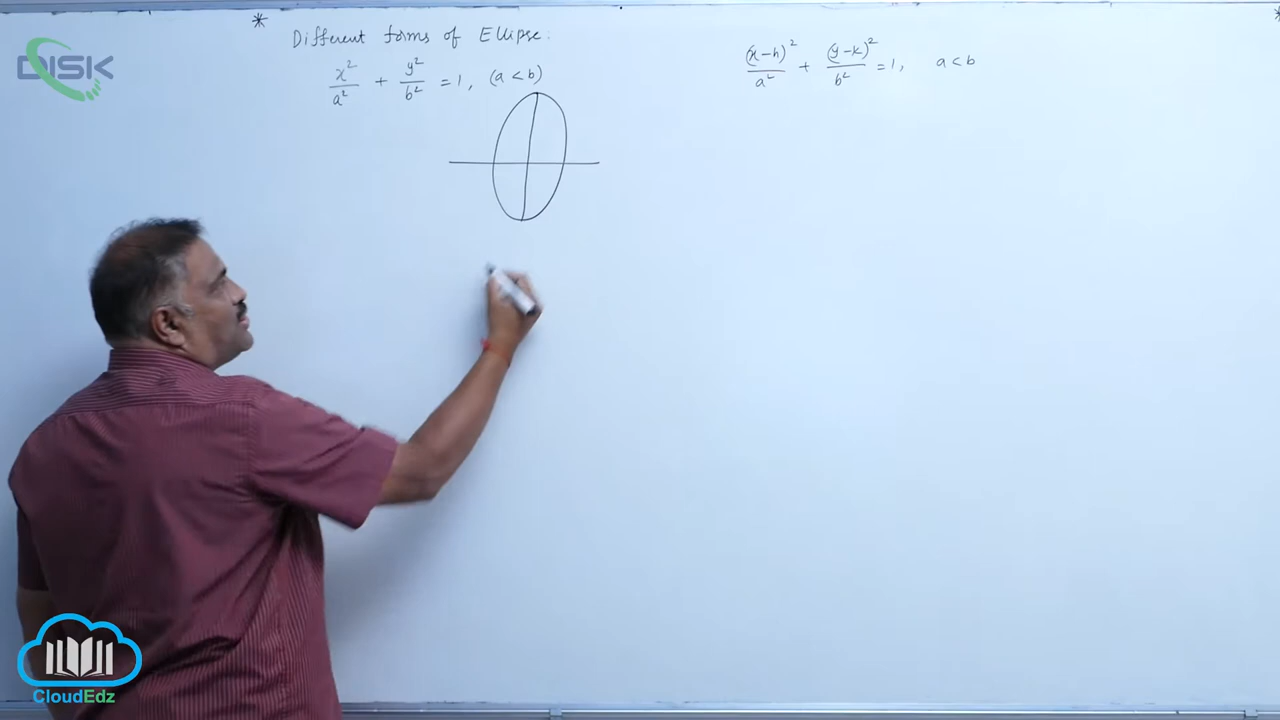 * Different forms of Ellipse:
x²/a² + y²/b² = 1, (a < b)
(x-h)²/a² + (y-k)²/b² = 1, a < b
DISK
CloudEdz